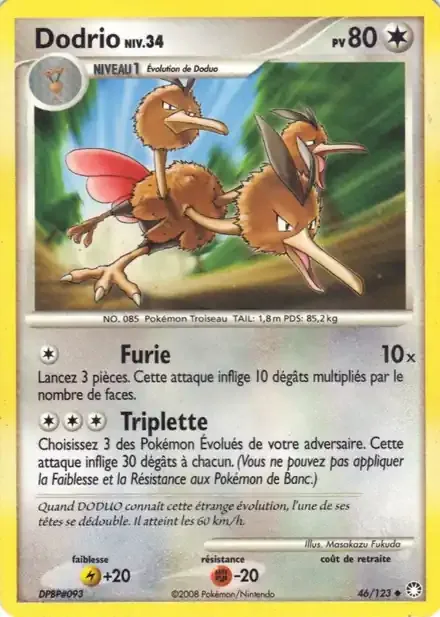 Dodrio NIV.34 PV 80
NIVEAU 1 Évolution de Doduo
NO. 085 Pokémon Troiseau TAIL: 1,8 m PDS: 85,2 kg
Furie 10x
Lancez 3 pièces. Cette attaque inflige 10 dégâts multipliés par le
nombre de faces.
Triplette
Choisissez 3 des Pokémon Évolués de votre adversaire. Cette
attaque inflige 30 dégâts à chacun. (Vous ne pouvez pas appliquer
la Faiblesse et la Résistance aux Pokémon de Banc.)
Quand DODUO connaît cette étrange évolution, l'une de ses
têtes se dédouble. Il atteint les 60 km/h.
Illus. Masakazu Fukuda
faiblesse résistance coût de retraite
+20 -20
DPBP#093 ©2008 Pokémon/Nintendo 46/123